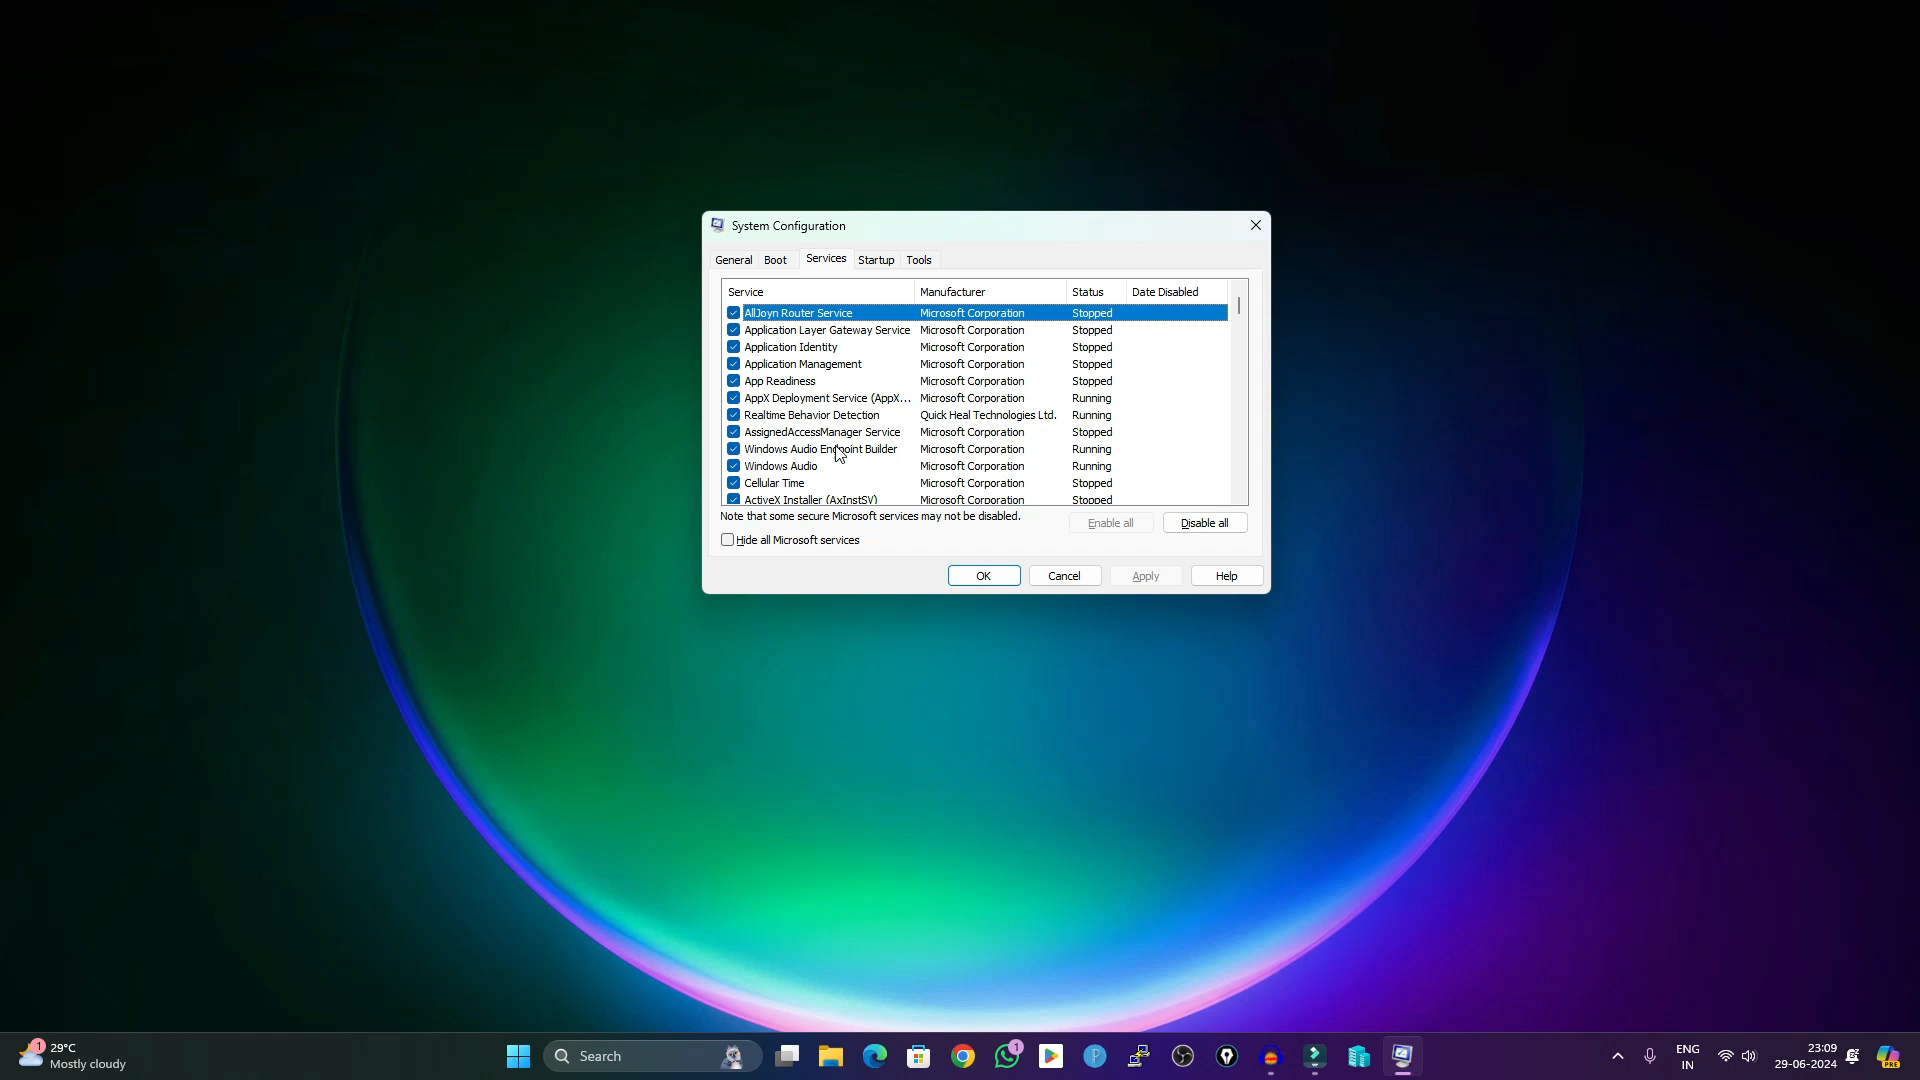 System Configuration
General Boot Services Startup Tools
Service Manufacturer Status Date Disabled
AllJoyn Router Service Microsoft Corporation Stopped
Application Layer Gateway Service Microsoft Corporation Stopped
Application Identity Microsoft Corporation Stopped
Application Management Microsoft Corporation Stopped
App Readiness Microsoft Corporation Stopped
AppX Deployment Service (AppX... Microsoft Corporation Running
Realtime Behavior Detection Quick Heal Technologies Ltd. Running
AssignedAccessManager Service Microsoft Corporation Stopped
Windows Audio Endpoint Builder Microsoft Corporation Running
Windows Audio Microsoft Corporation Running
Cellular Time Microsoft Corporation Stopped
ActiveX Installer (AxInstSV) Microsoft Corporation Stopped
Note that some secure Microsoft services may not be disabled.
Enable all Disable all
Hide all Microsoft services
OK Cancel Apply Help
1 29°C
Mostly cloudy
Search
1
ENG
IN
23:09
29-06-2024
PRE